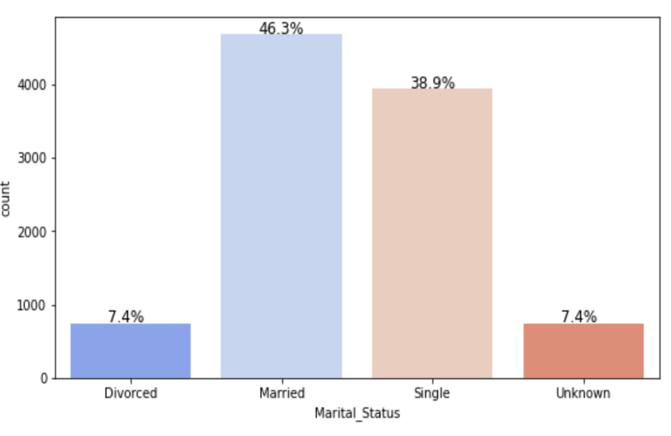 46.3%
38.9%
7.4%
7.4%
4000
3000
2000
1000
0
count
Divorced
Married
Single
Unknown
Marital_Status